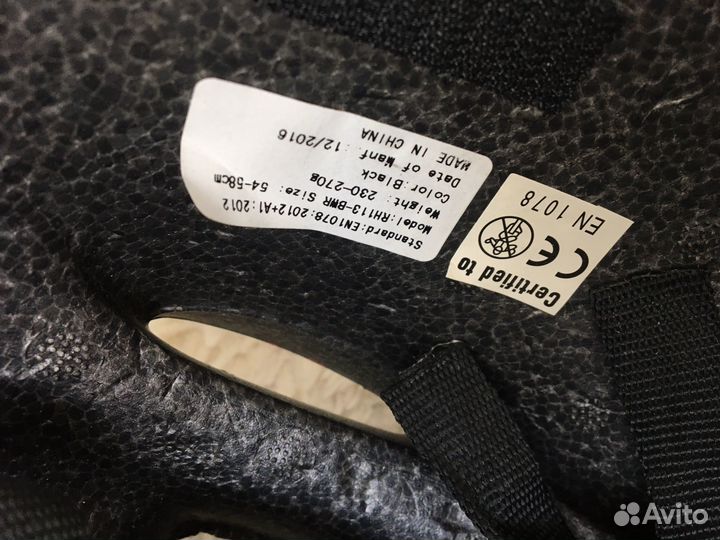 Standard:EN1078:2012+A1:2012
Model:RH113-BWR Size: 54-58cm
Weight: 230-270g
Color:Black
Date of Manf.:12/2016
MADE IN CHINA
Certified to
CE
EN 1078
Avito